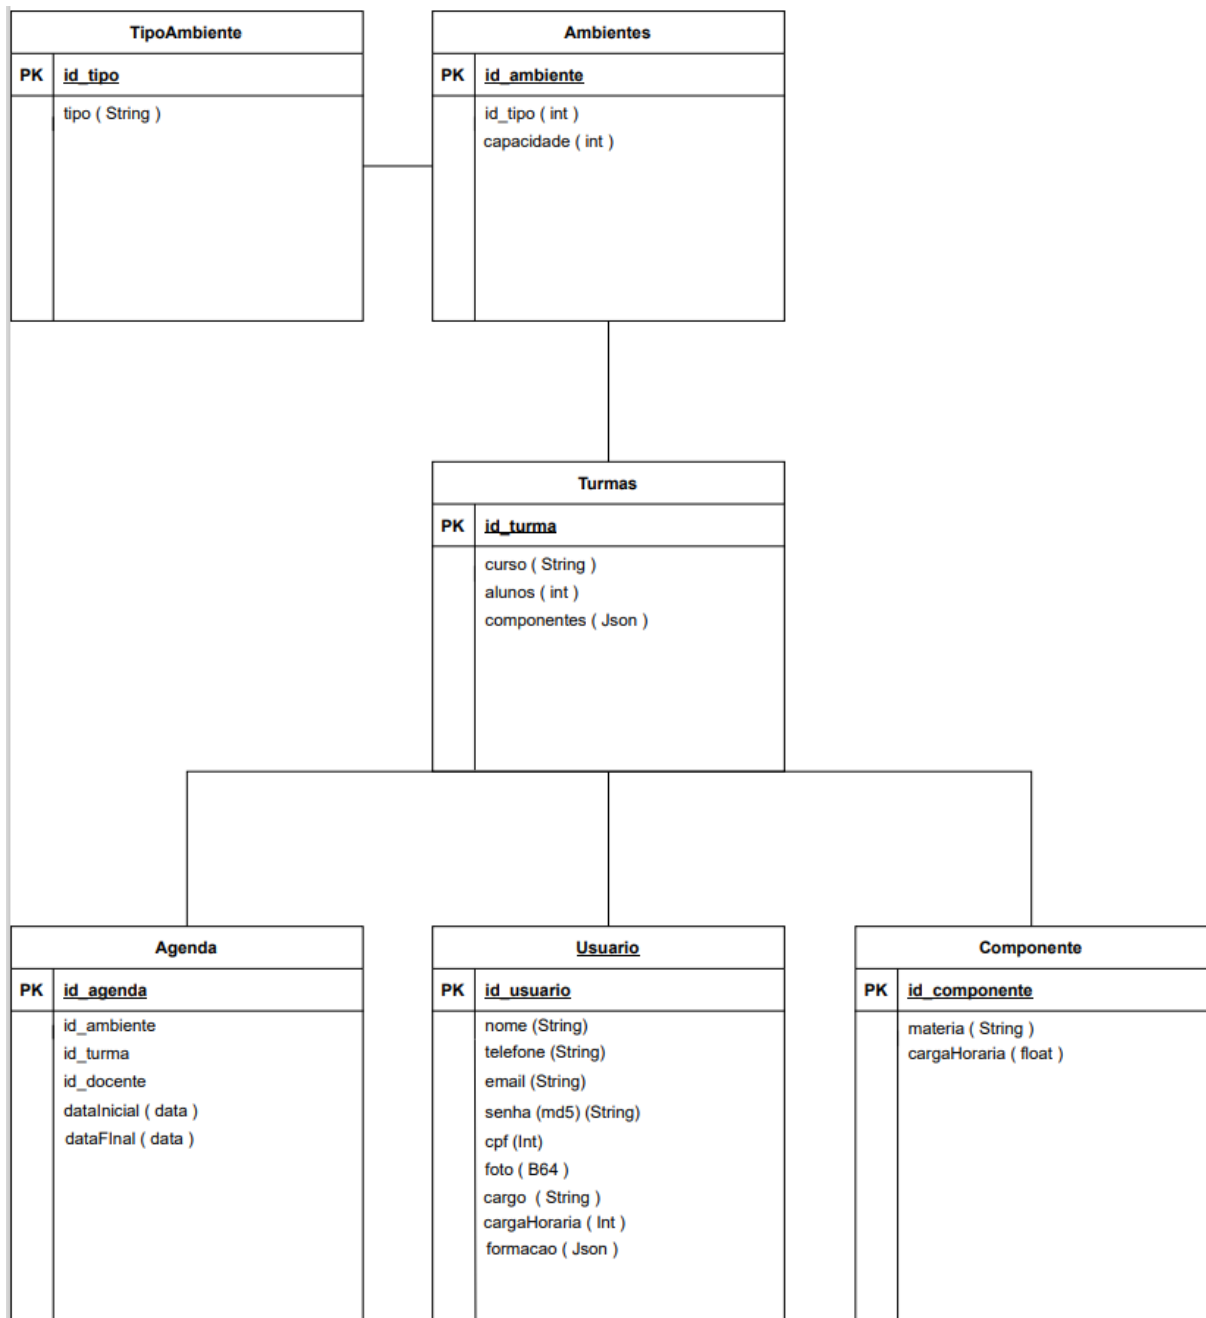 TipoAmbiente
PK id_tipo
tipo ( String )
Ambientes
PK id_ambiente
id_tipo ( int )
capacidade ( int )
Turmas
PK id_turma
curso ( String )
alunos ( int )
componentes ( Json )
Agenda
PK id_agenda
id_ambiente
id_turma
id_docente
dataInicial ( data )
dataFInal ( data )
Usuario
PK id_usuario
nome (String)
telefone (String)
email (String)
senha (md5) (String)
cpf (Int)
foto ( B64 )
cargo ( String )
cargaHoraria ( Int )
formacao ( Json )
Componente
PK id_componente
materia ( String )
cargaHoraria ( float )